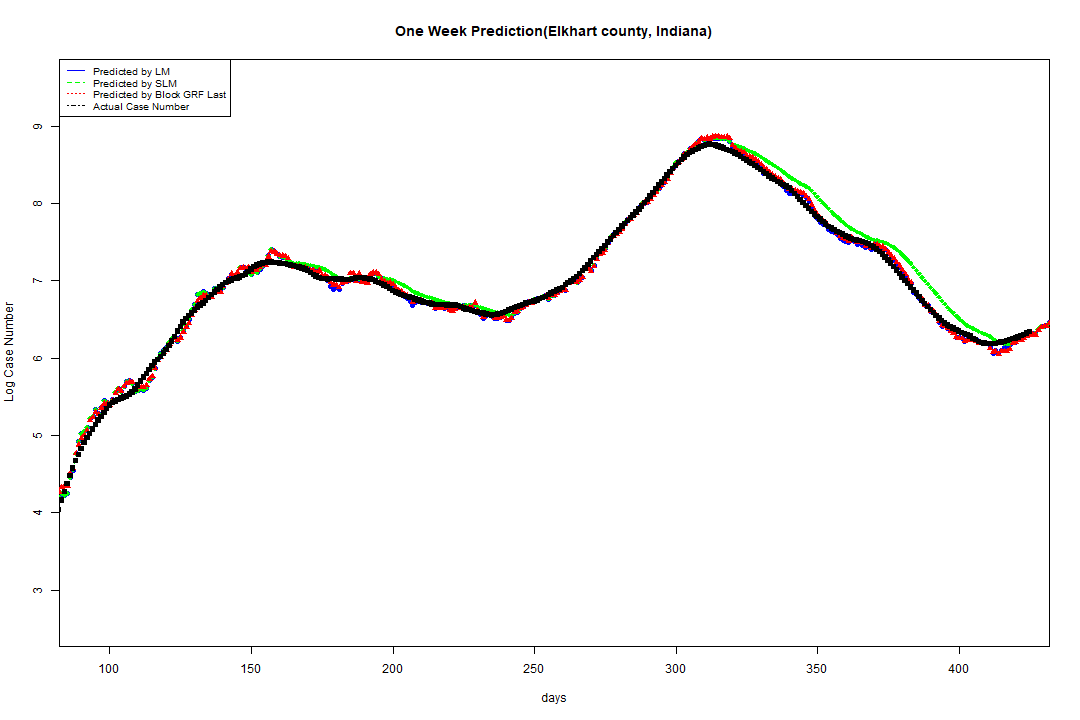 One Week Prediction(Elkhart county, Indiana)
Predicted by LM
Predicted by SLM
Predicted by Block GRF Last
Actual Case Number
9
8
7
6
5
4
3
Log Case Number
100 150 200 250 300 350 400
days